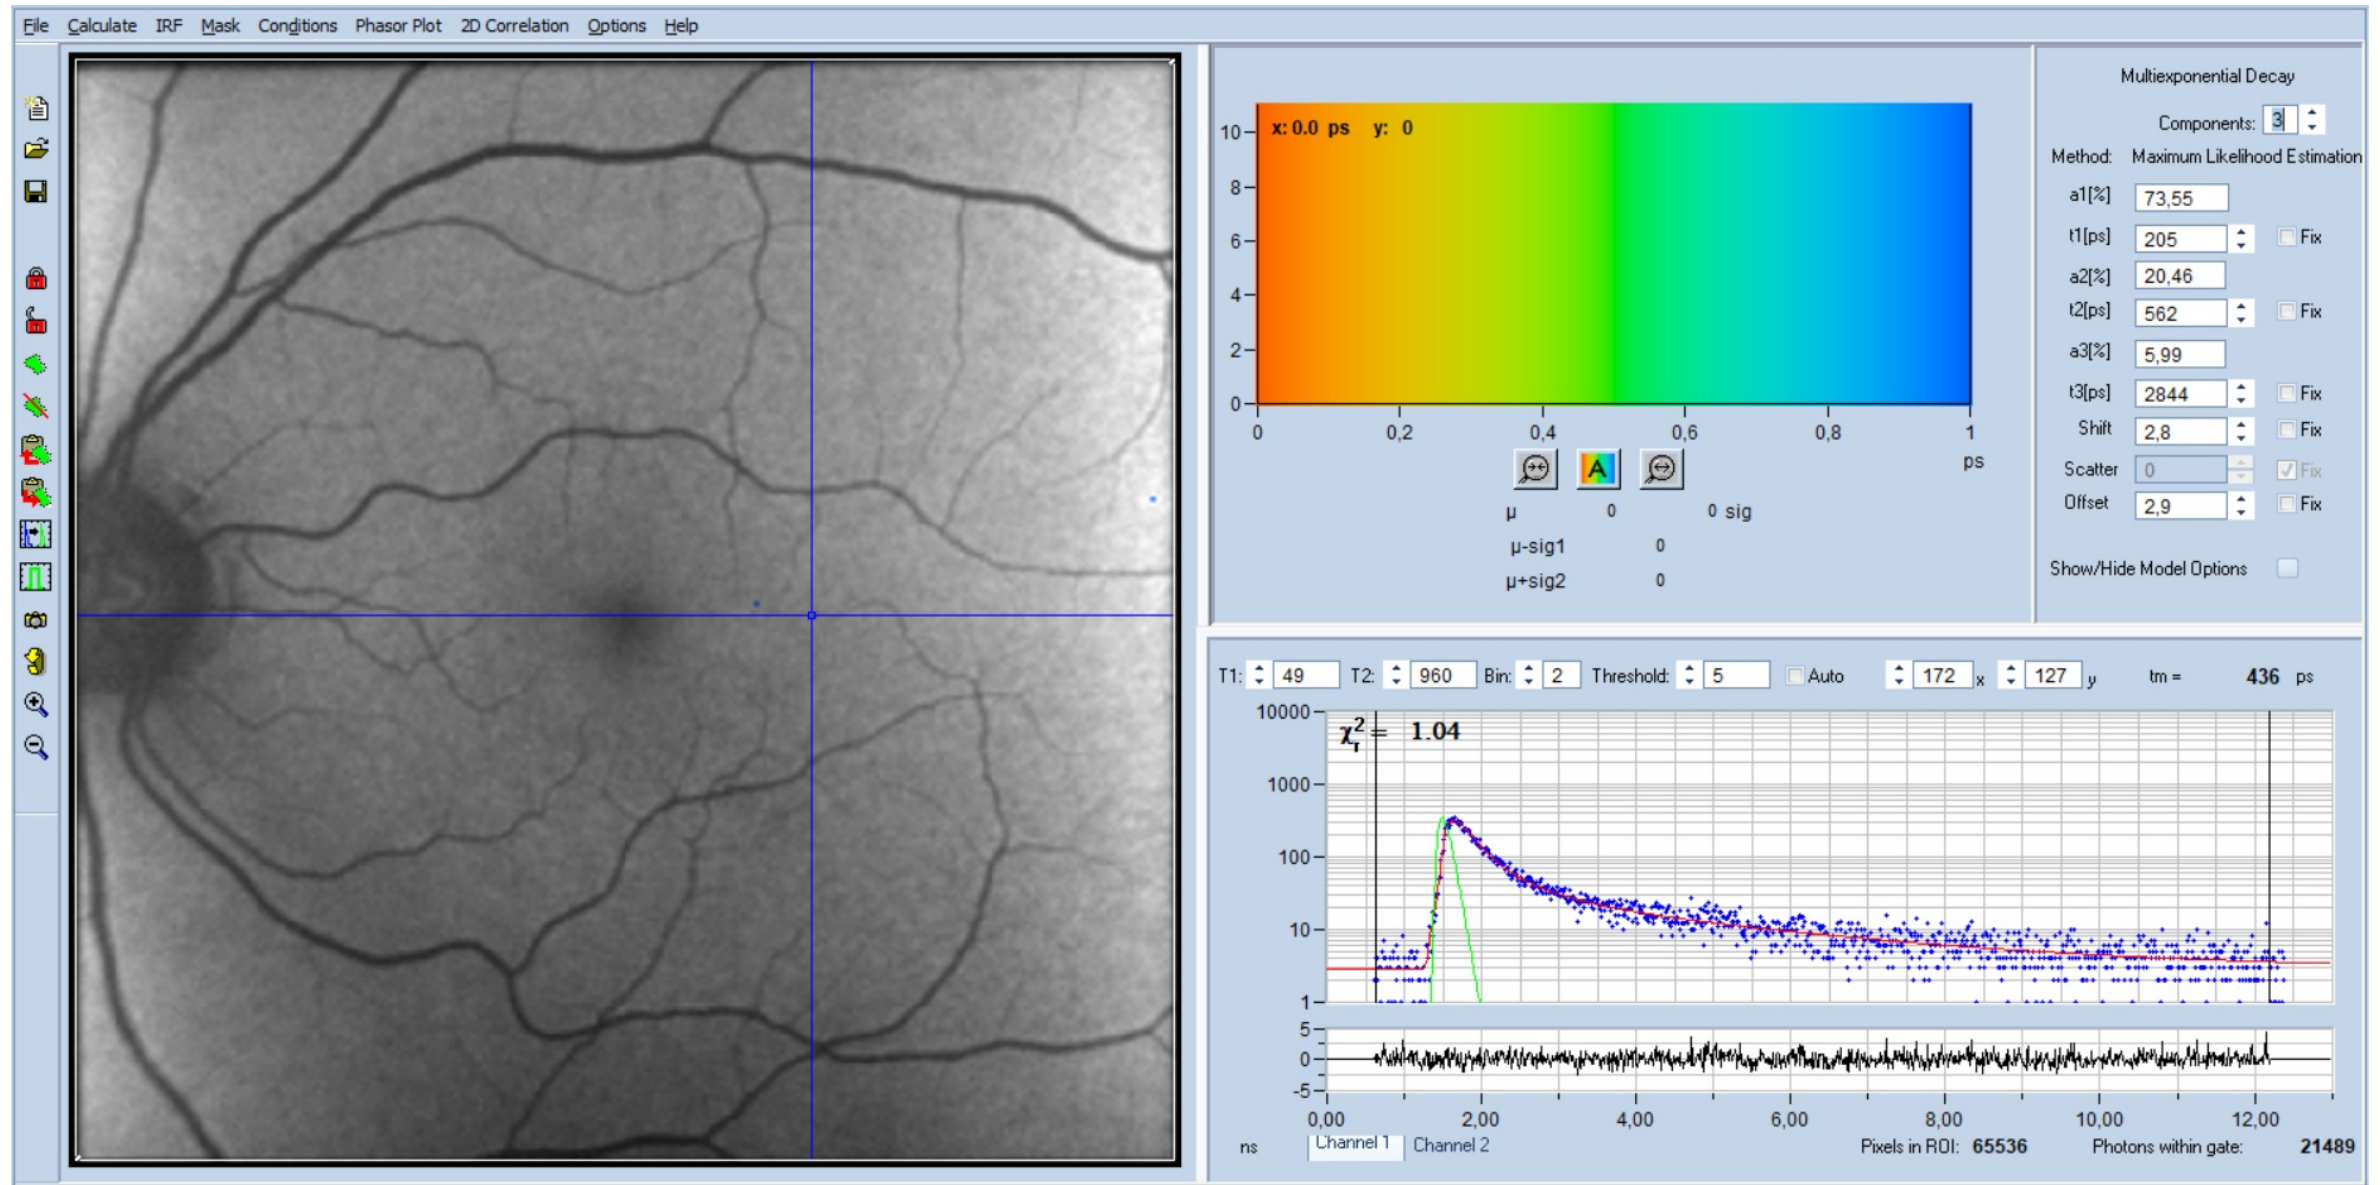 File Calculate IRF Mask Conditions Phasor Plot 2D Correlation Options Help
x: 0.0 ps y: 0
10
8
6
4
2
0
0 0,2 0,4 0,6 0,8 1
ps
A
µ 0 0 sig
µ-sig1 0
µ+sig2 0
Multiexponential Decay
Components: 3
Method: Maximum Likelihood Estimation
a1[%] 73,55
t1[ps] 205 Fix
a2[%] 20,46
t2[ps] 562 Fix
a3[%] 5,99
t3[ps] 2844 Fix
Shift 2,8 Fix
Scatter 0 Fix
Offset 2,9 Fix
Show/Hide Model Options
T1: 49 T2: 960 Bin: 2 Threshold: 5 Auto 172 x 127 y tm = 436 ps
χ²r = 1.04
10000
1000
100
10
1
5
0
-5
0,00 2,00 4,00 6,00 8,00 10,00 12,00
ns Channel 1 Channel 2 Pixels in ROI: 65536 Photons within gate: 21489